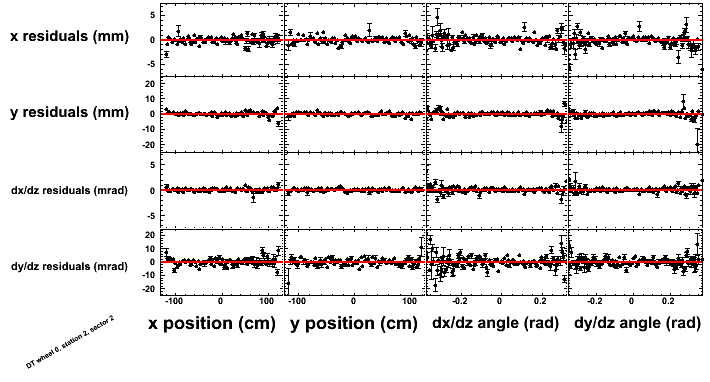 x residuals (mm)
5
0
-5
y residuals (mm)
20
10
0
-10
-20
dx/dz residuals (mrad)
5
0
-5
dy/dz residuals (mrad)
20
10
0
-10
-20
-100 0 100 -100 0 100 -0.2 0 0.2 -0.2 0 0.2
x position (cm) y position (cm) dx/dz angle (rad) dy/dz angle (rad)
DT wheel 0, station 2, sector 2